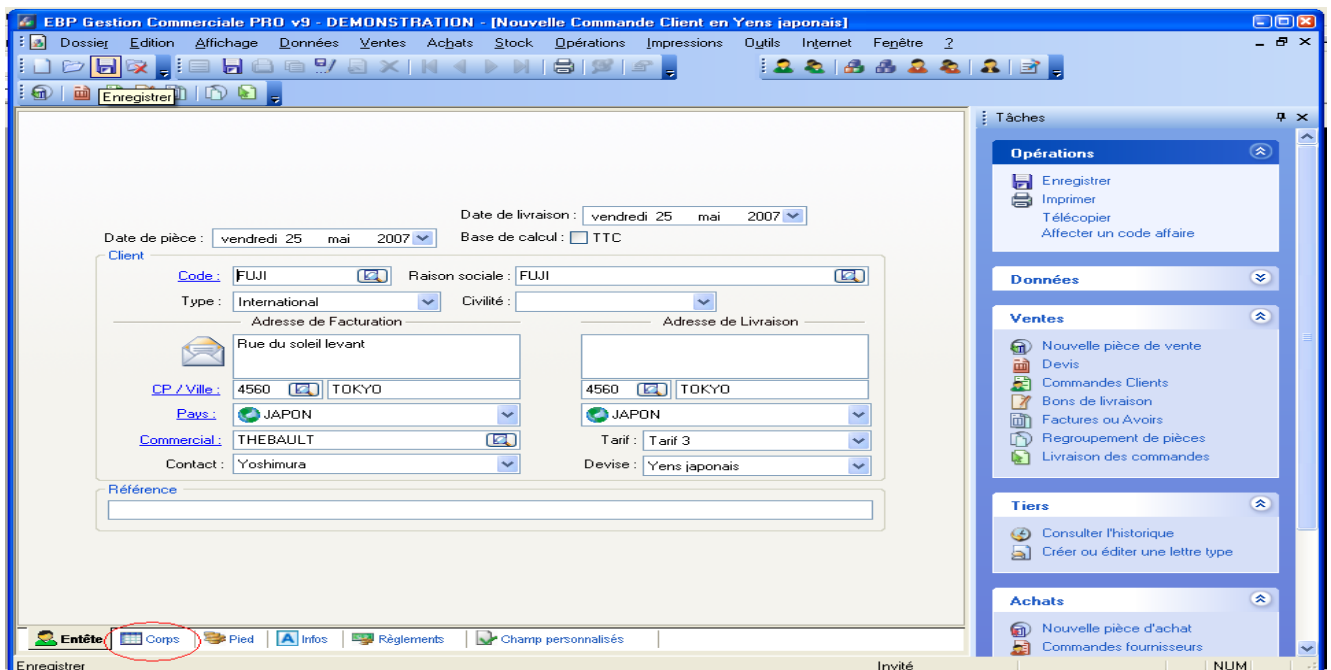 EBP Gestion Commerciale PRO v9 - DEMONSTRATION - [Nouvelle Commande Client en Yens japonais]
Dossier Edition Affichage Données Ventes Achats Stock Opérations Impressions Outils Internet Fenêtre ?
Enregistrer
Date de livraison : vendredi 25 mai 2007
Date de pièce : vendredi 25 mai 2007 Base de calcul : TTC
Client
Code : FUJI Raison sociale : FUJI
Type : International Civilité :
Adresse de Facturation Adresse de Livraison
Rue du soleil levant
CP / Ville : 4560 TOKYO 4560 TOKYO
Pays : JAPON JAPON
Commercial : THEBAULT Tarif : Tarif 3
Contact : Yoshimura Devise : Yens japonais
Référence
Entête Corps Pied A Infos Règlements Champ personnalisés
Enregistrer Invité NUM
Tâches
Opérations
Enregistrer
Imprimer
Télécopier
Affecter un code affaire
Données
Ventes
Nouvelle pièce de vente
Devis
Commandes Clients
Bons de livraison
Factures ou Avoirs
Regroupement de pièces
Livraison des commandes
Tiers
Consulter l'historique
Créer ou éditer une lettre type
Achats
Nouvelle pièce d'achat
Commandes fournisseurs